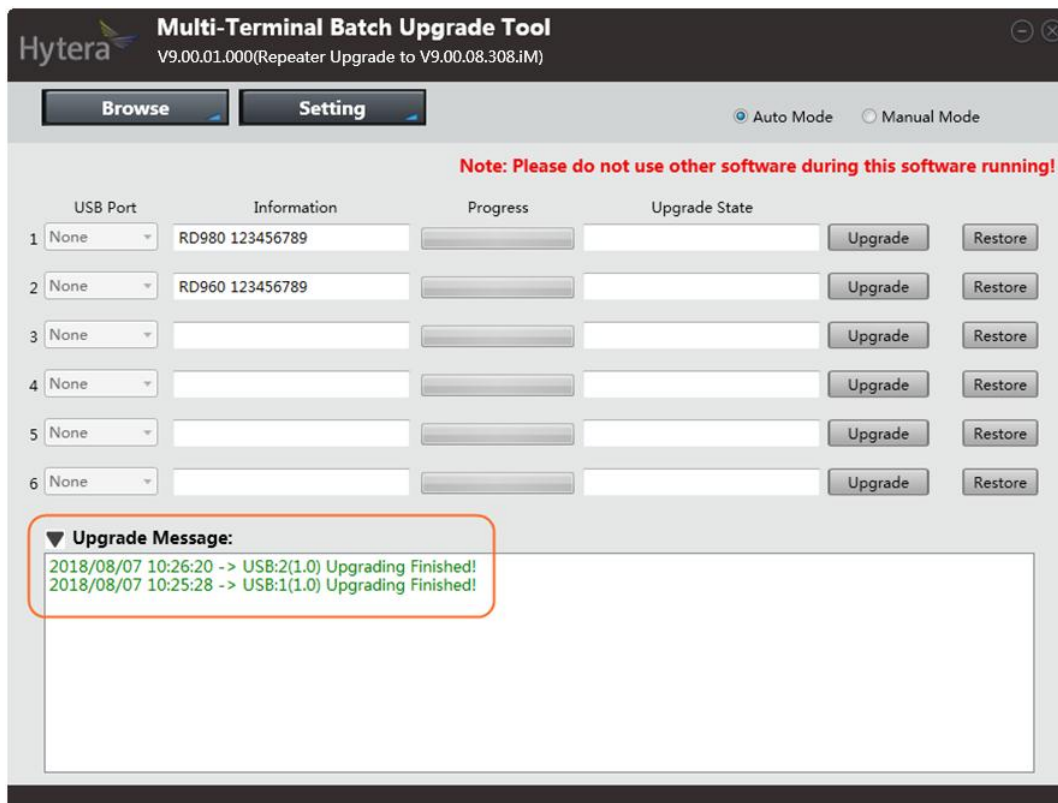 Hytera
Multi-Terminal Batch Upgrade Tool
V9.00.01.000(Repeater Upgrade to V9.00.08.308.iM)
Browse Setting Auto Mode Manual Mode
Note: Please do not use other software during this software running!
USB Port Information Progress Upgrade State
1 None RD980 123456789 Upgrade Restore
2 None RD960 123456789 Upgrade Restore
3 None Upgrade Restore
4 None Upgrade Restore
5 None Upgrade Restore
6 None Upgrade Restore
Upgrade Message:
2018/08/07 10:26:20 -> USB:2(1.0) Upgrading Finished!
2018/08/07 10:25:28 -> USB:1(1.0) Upgrading Finished!